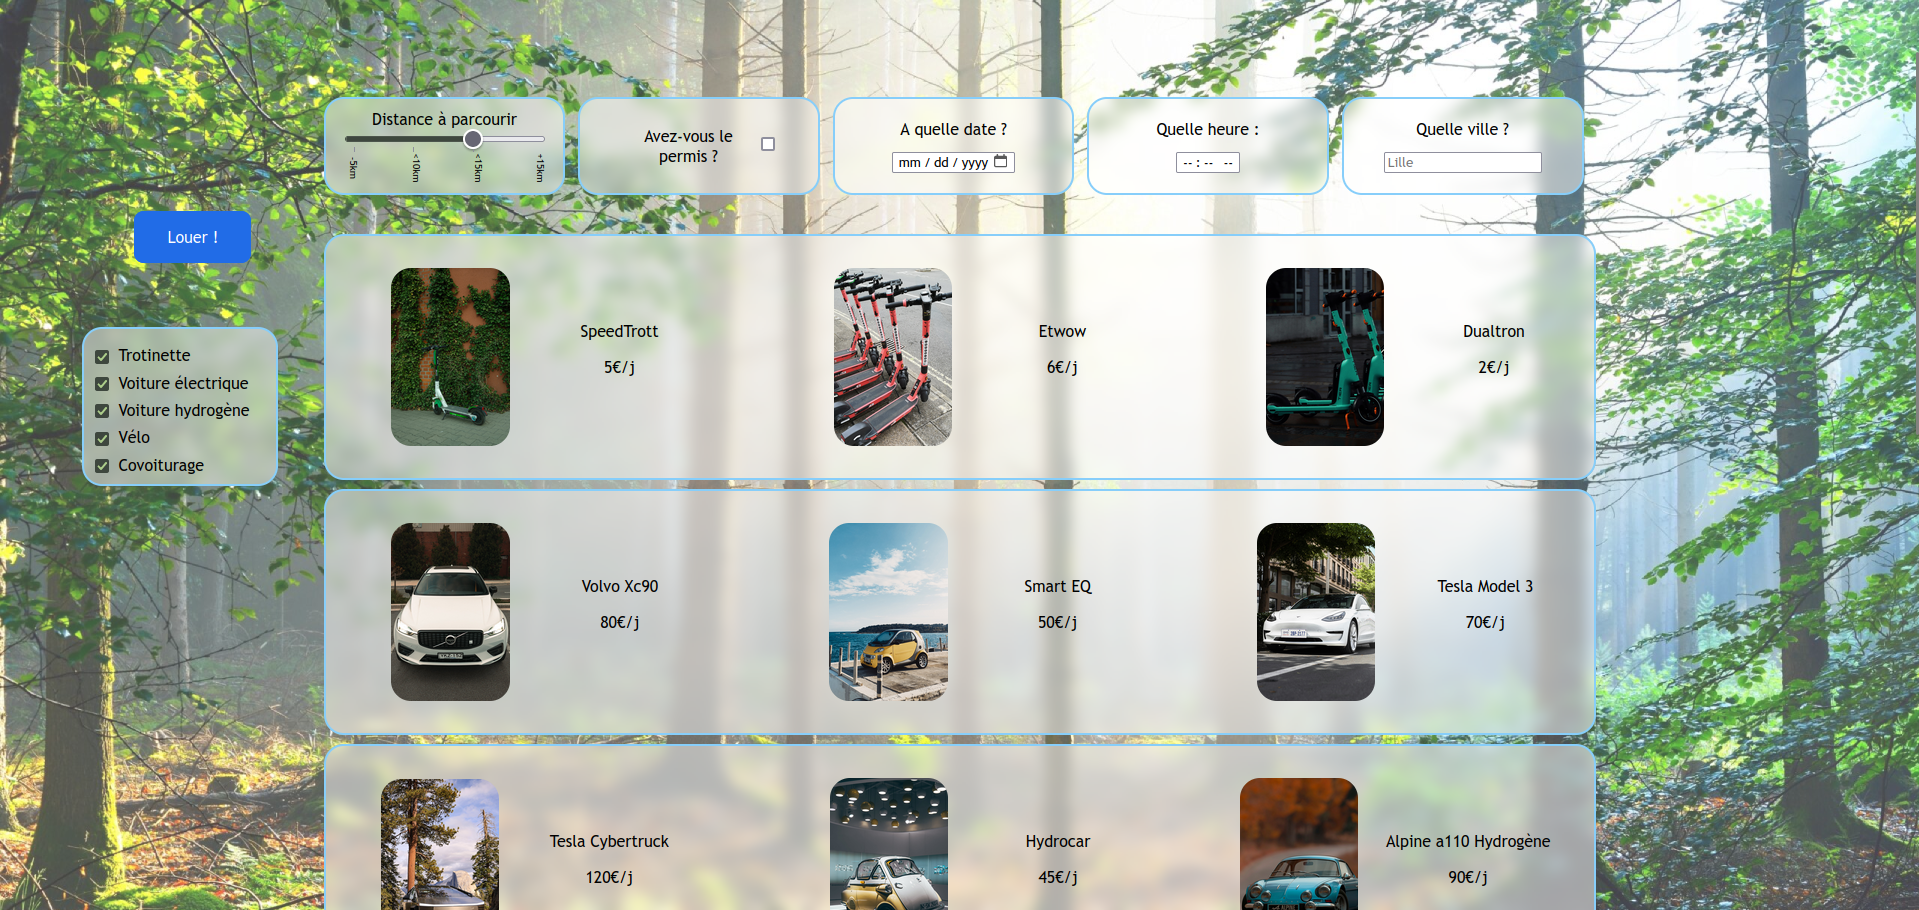 Distance à parcourir
-5km
<10km
<15km
+15km
Avez-vous le
permis ?
A quelle date ?
mm / dd / yyyy
Quelle heure :
-- : -- --
Quelle ville ?
Lille
Louer !
Trotinette
Voiture électrique
Voiture hydrogène
Vélo
Covoiturage
SpeedTrott
5€/j
Etwow
6€/j
Dualtron
2€/j
Volvo Xc90
80€/j
Smart EQ
50€/j
Tesla Model 3
70€/j
Tesla Cybertruck
120€/j
Hydrocar
45€/j
Alpine a110 Hydrogène
90€/j